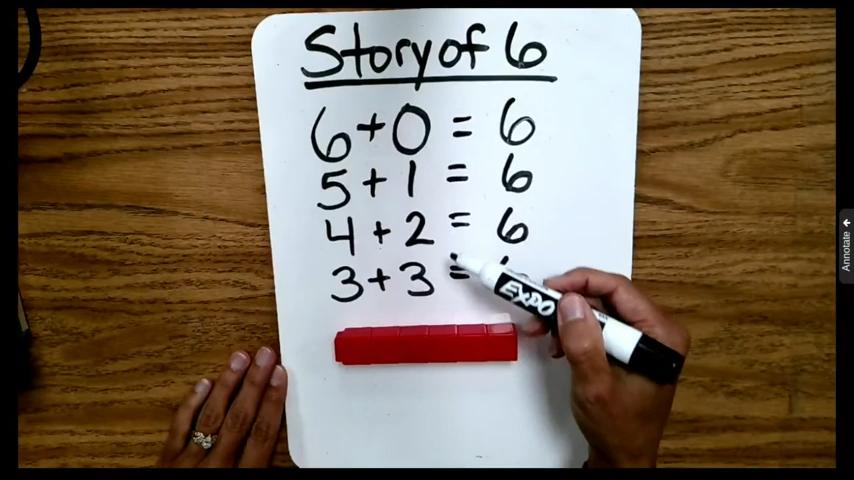 Story of 6
6 + 0 = 6
5 + 1 = 6
4 + 2 = 6
3 + 3 =
EXPO
Annotate